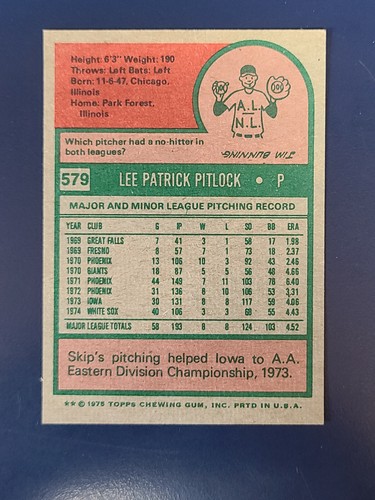 Height: 6'3" Weight: 190
Throws: Left Bats: Left
Born: 11-6-47, Chicago,
Illinois
Home: Park Forest,
Illinois
A.L.
N.L.
Which pitcher had a no-hitter in
both leagues?
JIM BUNNING
579 LEE PATRICK PITLOCK • P
MAJOR AND MINOR LEAGUE PITCHING RECORD
YEAR CLUB G IP W L SO BB ERA
1969 GREAT FALLS 7 41 3 1 58 17 1.98
1969 FRESNO 8 57 7 1 73 18 2.37
1970 PHOENIX 13 106 10 3 92 43 2.46
1970 GIANTS 18 87 5 5 56 48 4.66
1971 PHOENIX 44 149 7 11 103 78 6.40
1972 PHOENIX 31 136 8 10 106 53 3.31
1973 IOWA 30 131 8 8 117 59 4.06
1974 WHITE SOX 40 106 3 3 68 55 4.43
MAJOR LEAGUE TOTALS 58 193 8 8 124 103 4.52
Skip's pitching helped Iowa to A.A.
Eastern Division Championship, 1973.
** © 1975 TOPPS CHEWING GUM, INC. PRTD IN U.S.A.